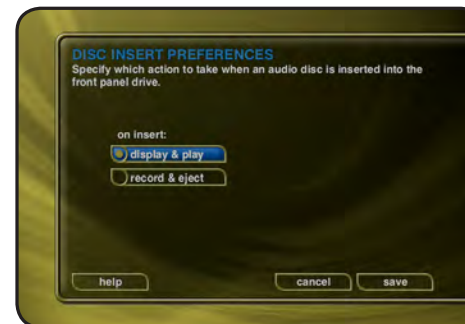 DISC INSERT PREFERENCES
Specify which action to take when an audio disc is inserted into the
front panel drive.
on insert:
display & play
record & eject
help cancel save